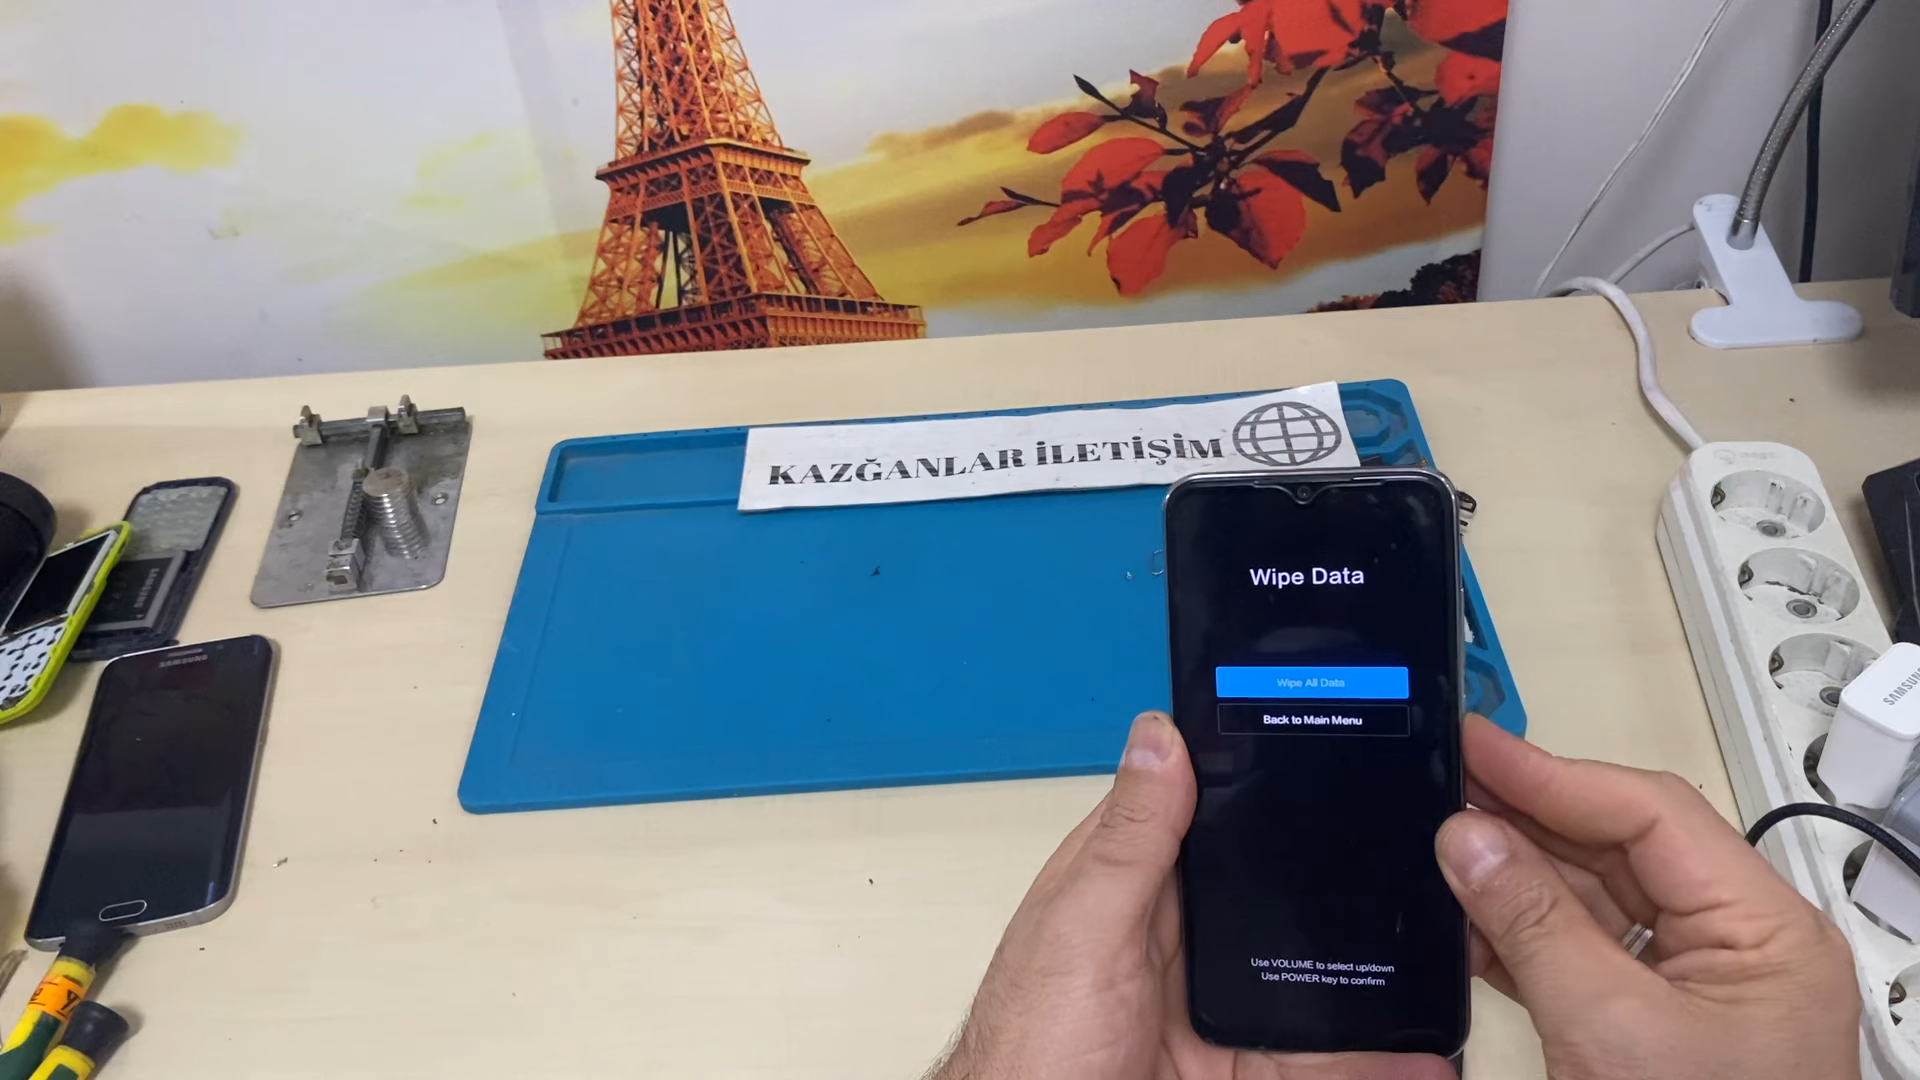 KAZĞANLAR İLETİŞİM
Wipe Data
Wipe All Data
Back to Main Menu
Use VOLUME to select up/down
Use POWER key to confirm
SAMSUNG
SAMSUNG
SAMSUNG